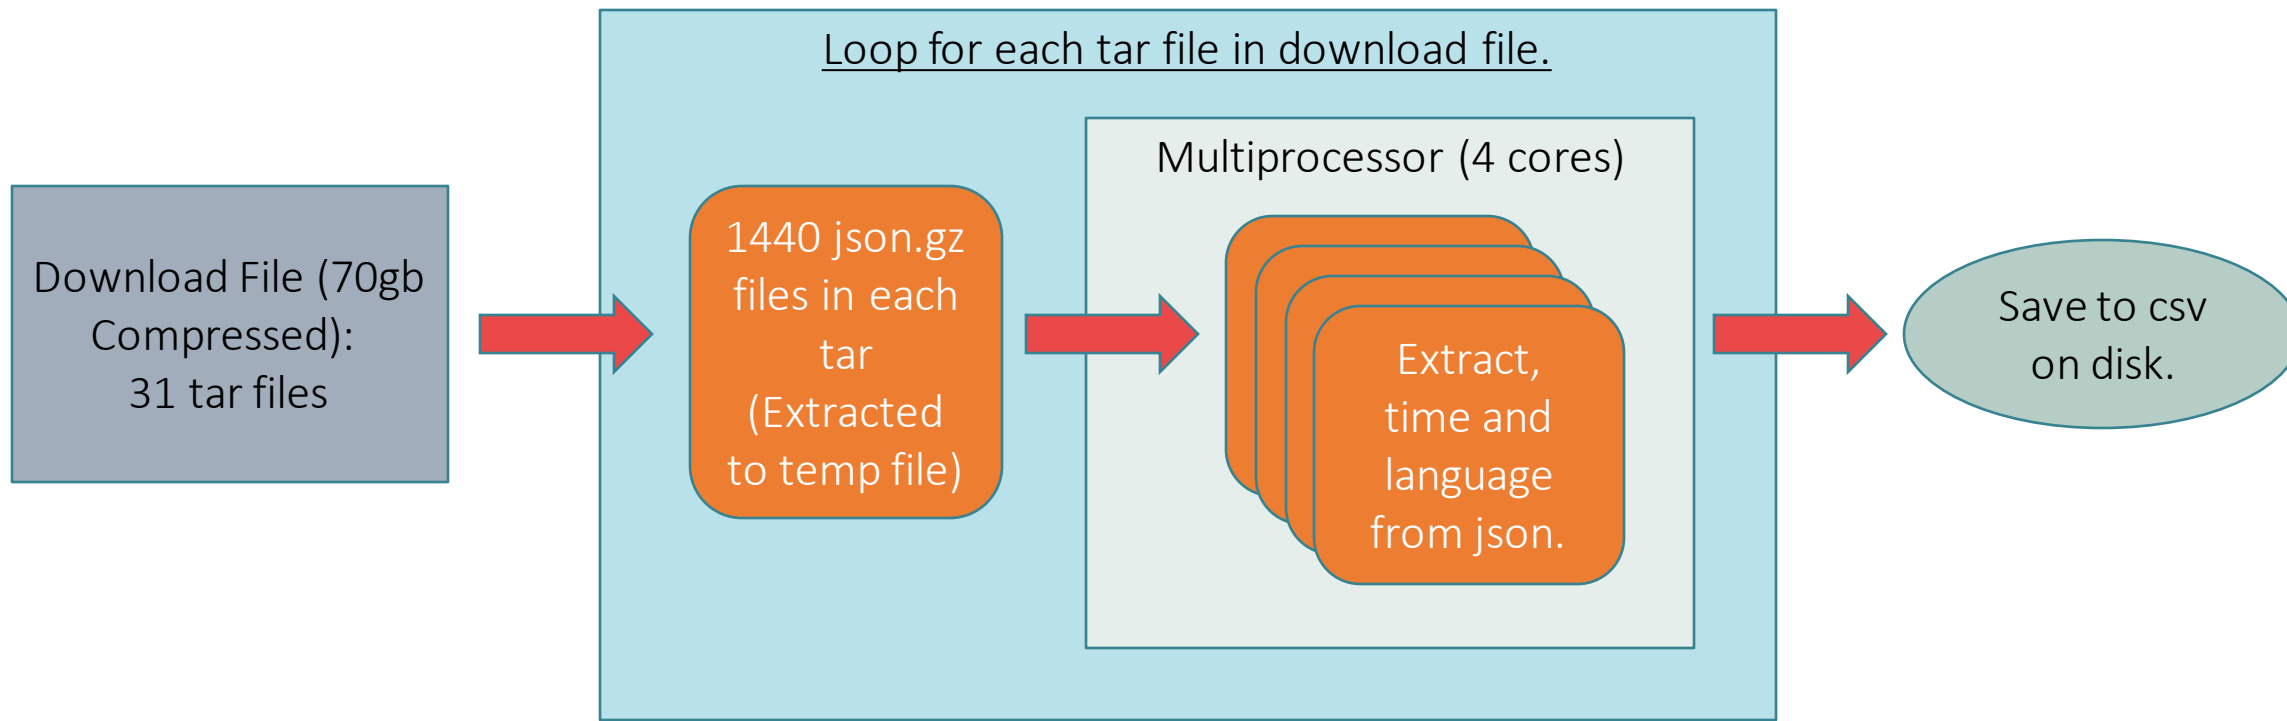 Loop for each tar file in download file.
Download File (70gb
Compressed):
31 tar files
1440 json.gz
files in each
tar
(Extracted
to temp file)
Multiprocessor (4 cores)
Extract,
time and
language
from json.
Save to csv
on disk.